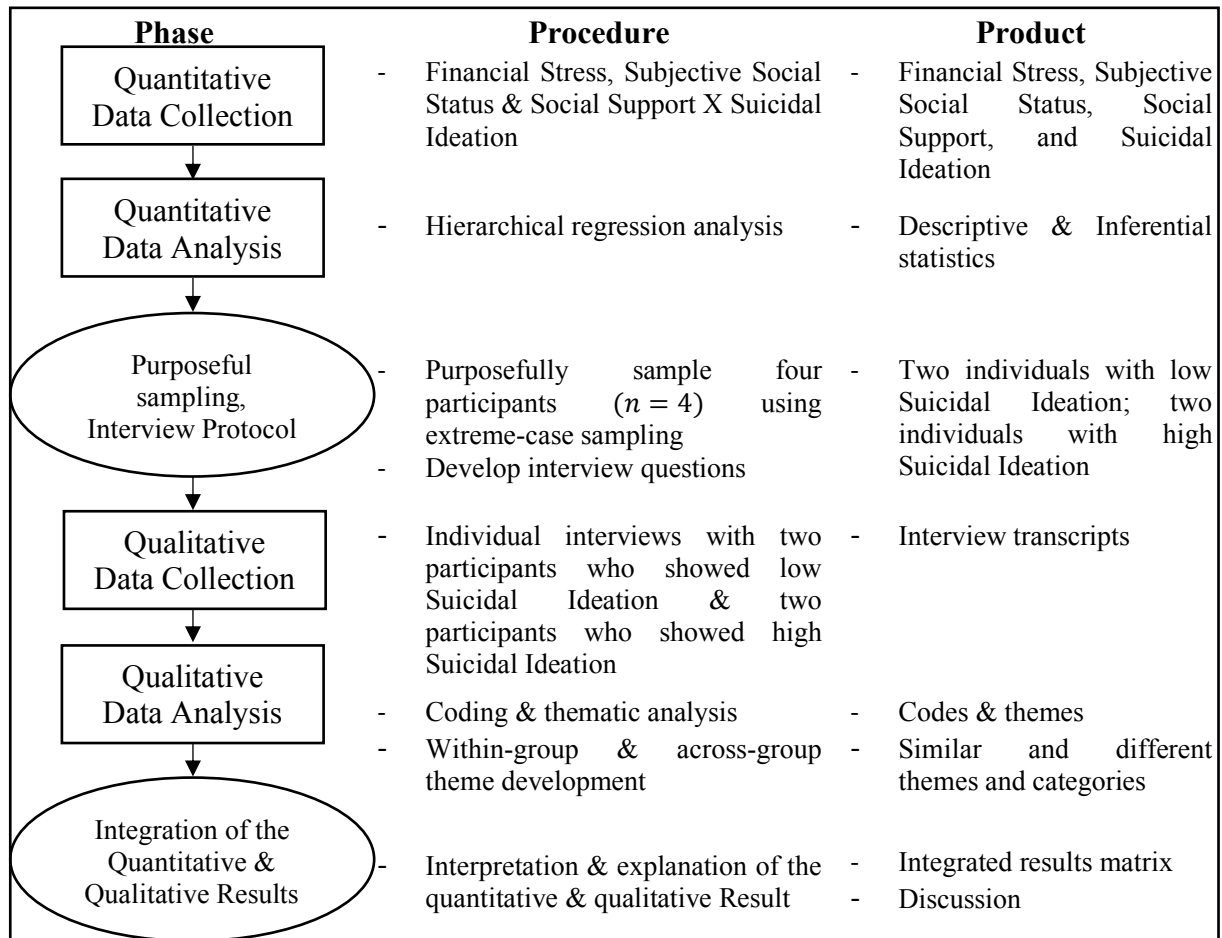 Phase Procedure Product
Quantitative
Data Collection
- Financial Stress, Subjective Social
Status & Social Support X Suicidal
Ideation
- Financial Stress, Subjective
Social Status, Social
Support, and Suicidal
Ideation
Quantitative
Data Analysis
- Hierarchical regression analysis
- Descriptive & Inferential
statistics
Purposeful
sampling,
Interview Protocol
- Purposefully sample four
participants (n = 4) using
extreme-case sampling
- Develop interview questions
- Two individuals with low
Suicidal Ideation; two
individuals with high
Suicidal Ideation
Qualitative
Data Collection
- Individual interviews with two
participants who showed low
Suicidal Ideation & two
participants who showed high
Suicidal Ideation
- Interview transcripts
Qualitative
Data Analysis
- Coding & thematic analysis
- Within-group & across-group
theme development
- Codes & themes
- Similar and different
themes and categories
Integration of the
Quantitative &
Qualitative Results
- Interpretation & explanation of the
quantitative & qualitative Result
- Integrated results matrix
- Discussion